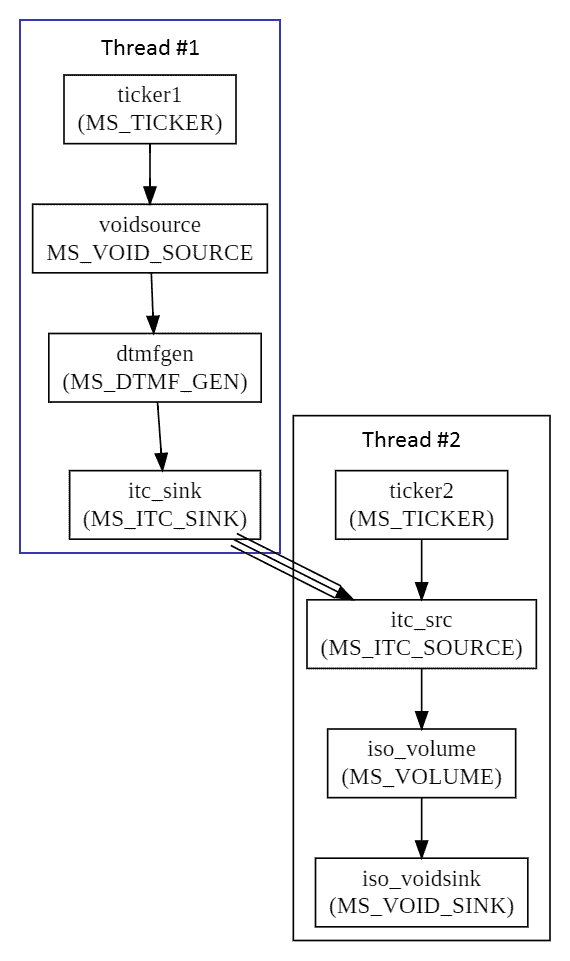 Thread #1
ticker1
(MS_TICKER)
voidsource
MS_VOID_SOURCE
dtmfgen
(MS_DTMF_GEN)
itc_sink
(MS_ITC_SINK)
Thread #2
ticker2
(MS_TICKER)
itc_src
(MS_ITC_SOURCE)
iso_volume
(MS_VOLUME)
iso_voidsink
(MS_VOID_SINK)